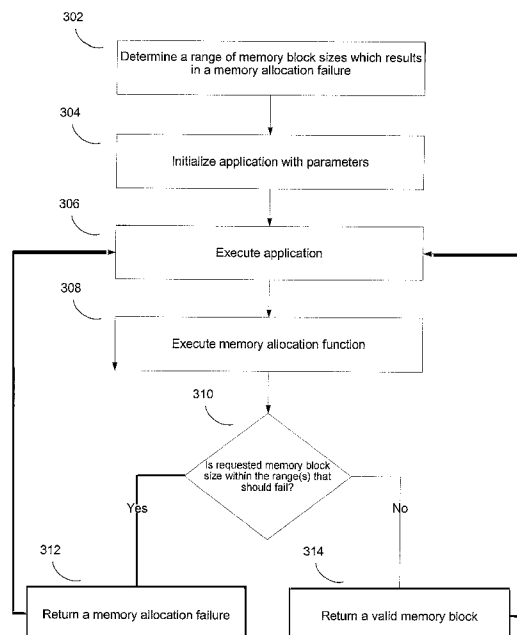 302
Determine a range of memory block sizes which results
in a memory allocation failure
304
Initialize application with parameters
306
Execute application
308
Execute memory allocation function
310
Is requested memory block
size within the range(s) that
should fail?
Yes
No
312
314
Return a memory allocation failure
Return a valid memory block